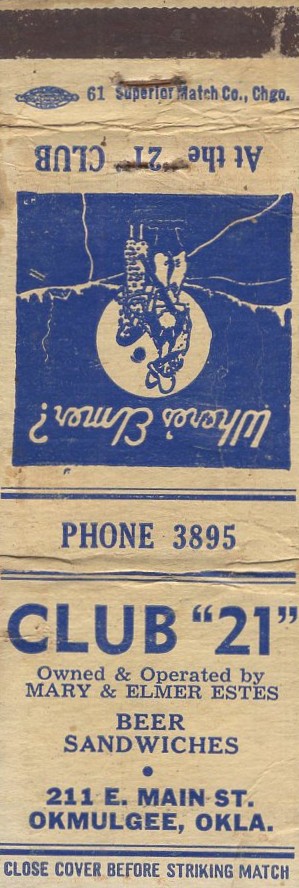 61 Superior Match Co., Chgo.
At the "21" CLUB
Where's Elmer?
PHONE 3895
CLUB "21"
Owned & Operated by
MARY & ELMER ESTES
BEER
SANDWICHES
•
211 E. MAIN ST.
OKMULGEE, OKLA.
CLOSE COVER BEFORE STRIKING MATCH